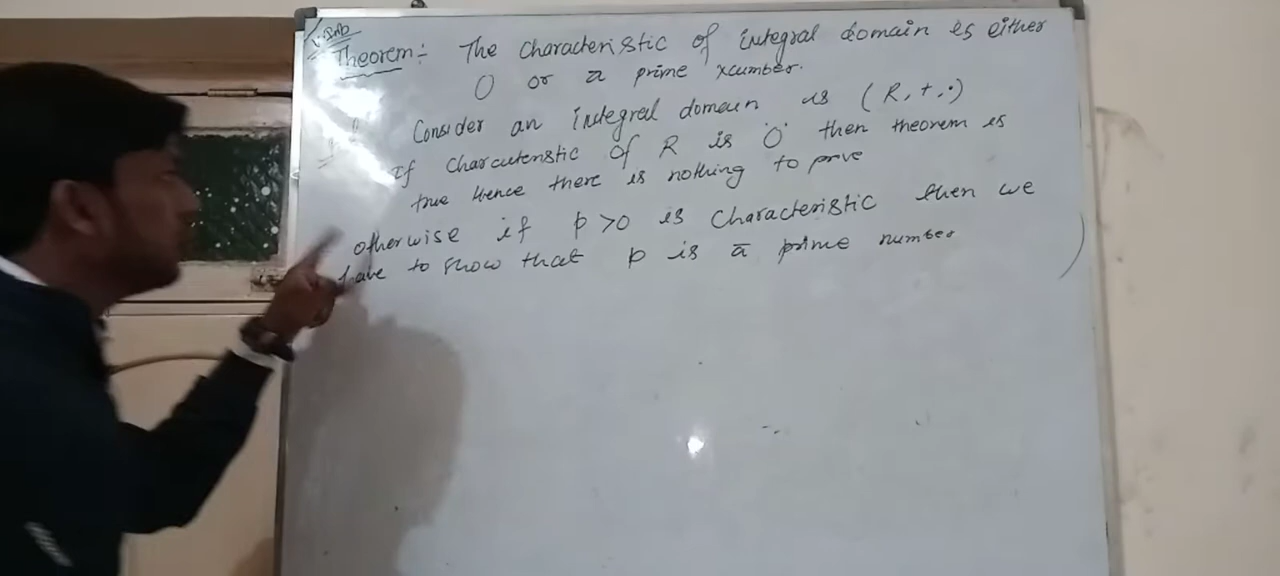 Theorem:- The characteristic of integral domain is either
0 or a prime number.
Consider an integral domain is (R, +, .)
If characteristic of R is '0' then theorem is
true Hence there is nothing to prve
otherwise if p >0 is characteristic then we
have to show that p is a prime number